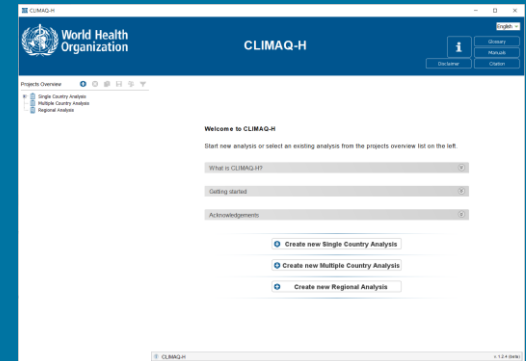 CLIMAQ-H
English
World Health
Organization
CLIMAQ-H
i
Glossary
Manuals
Disclaimer
Citation
Projects Overview
Single Country Analysis
Multiple Country Analysis
Regional Analysis
Welcome to CLIMAQ-H
Start new analysis or select an existing analysis from the projects overview list on the left.
What is CLIMAQ-H?
Getting started
Acknowledgements
Create new Single Country Analysis
Create new Multiple Country Analysis
Create new Regional Analysis
CLIMAQ-H
v. 1.2.4 (beta)